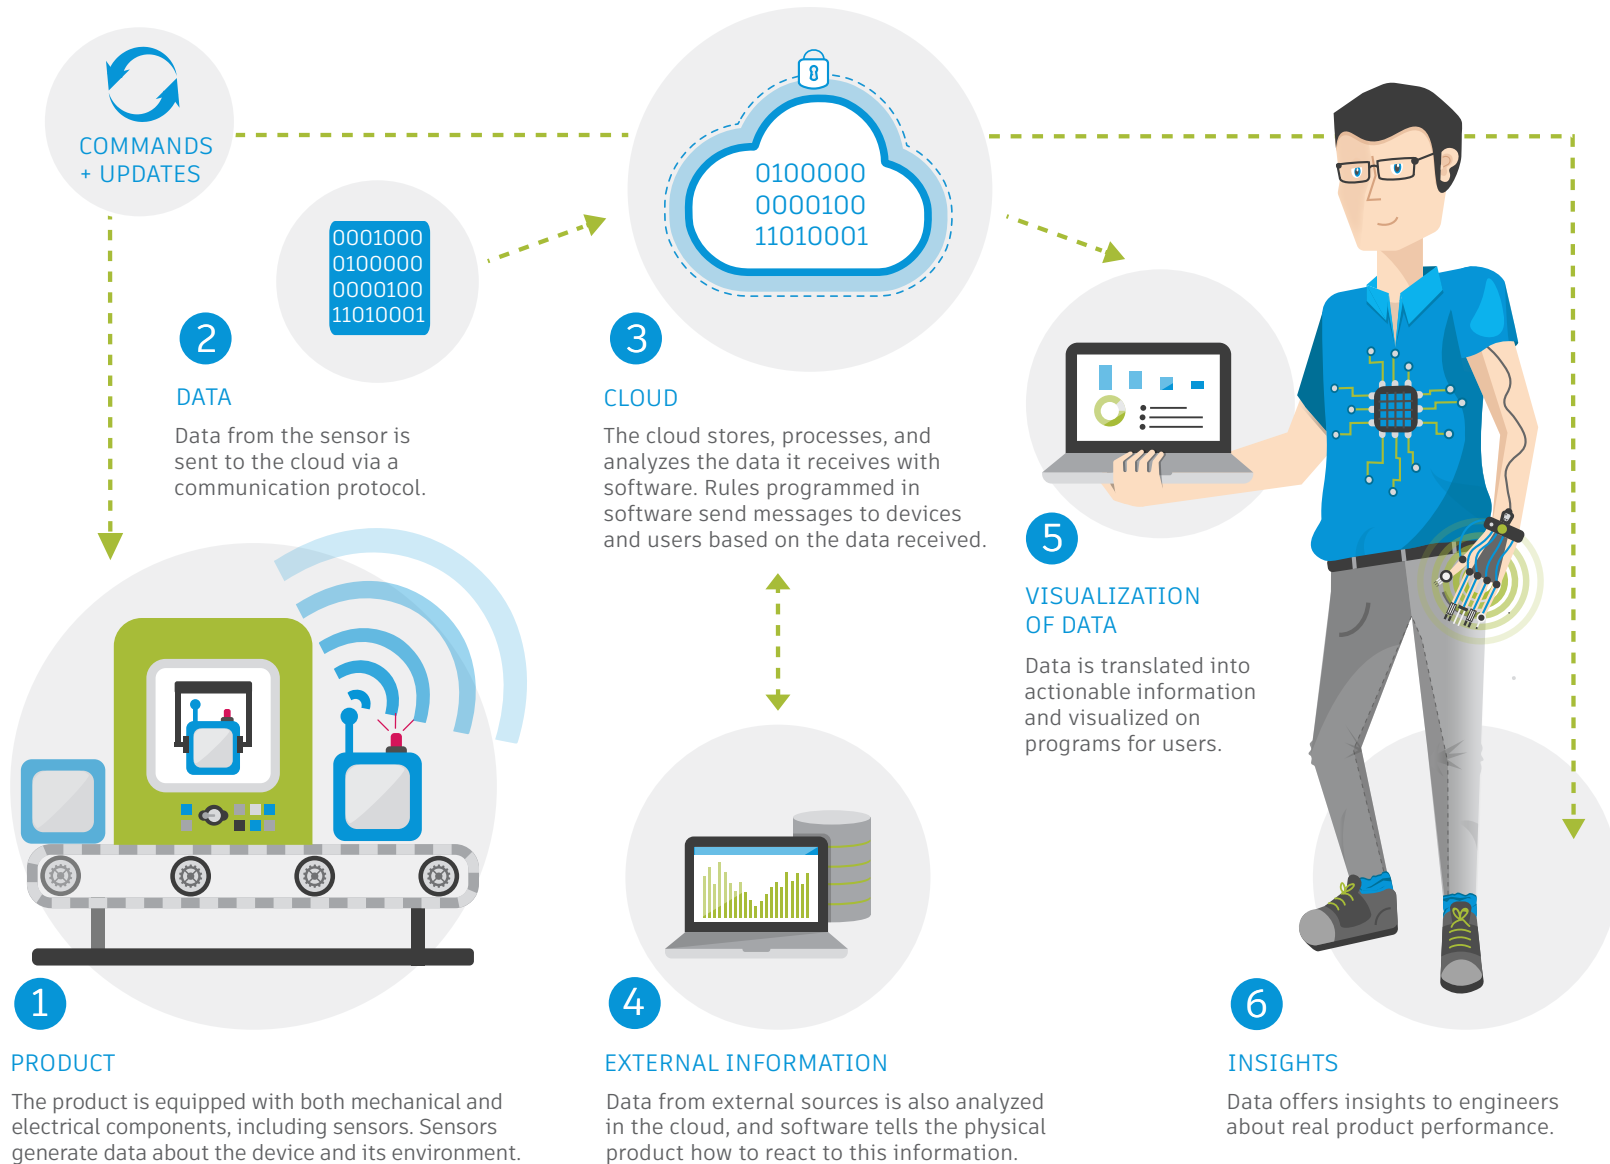 COMMANDS
+ UPDATES
0001000
0100000
0000100
11010001
2
DATA
Data from the sensor is
sent to the cloud via a
communication protocol.
0100000
0000100
11010001
3
CLOUD
The cloud stores, processes, and
analyzes the data it receives with
software. Rules programmed in
software send messages to devices
and users based on the data received.
5
VISUALIZATION
OF DATA
Data is translated into
actionable information
and visualized on
programs for users.
1
PRODUCT
The product is equipped with both mechanical and
electrical components, including sensors. Sensors
generate data about the device and its environment.
4
EXTERNAL INFORMATION
Data from external sources is also analyzed
in the cloud, and software tells the physical
product how to react to this information.
6
INSIGHTS
Data offers insights to engineers
about real product performance.